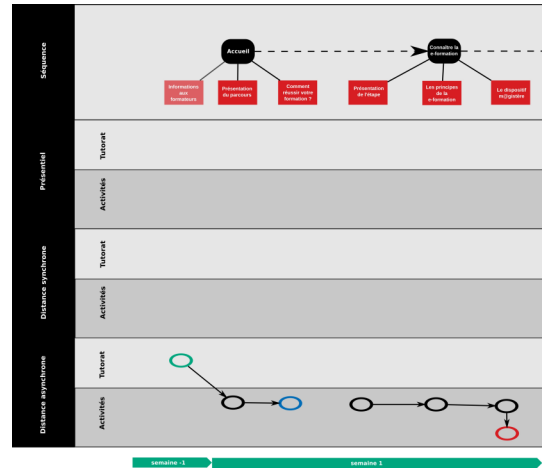 Séquence
Accueil
Connaître la
e-formation
Informations
aux
formateurs
Présentation
du parcours
Comment
réussir votre
formation ?
Présentation
de l'étape
Les principes
de la
e-formation
Le dispositif
m@gistère
Présentiel
Tutorat
Activités
Distance synchrone
Tutorat
Activités
Distance asynchrone
Tutorat
Activités
semaine -1
semaine 1